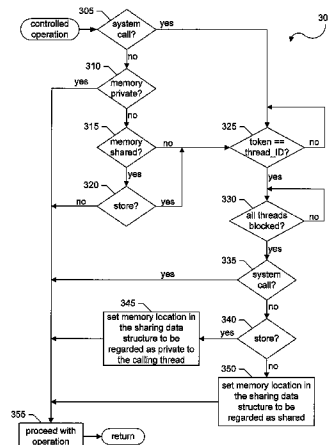 305
controlled
operation
system
call?
yes
30
no
310
yes
memory
private?
no
315
memory
shared?
no
325
token ==
thread_ID?
no
yes
320
no
store?
yes
330
all threads
blocked?
no
yes
335
yes
system
call?
no
345
340
set memory location in
the sharing data
structure to be
regarded as private to
the calling thread
yes
store?
no
350
set memory location in
the sharing data
structure to be
regarded as shared
355
proceed with
operation
return